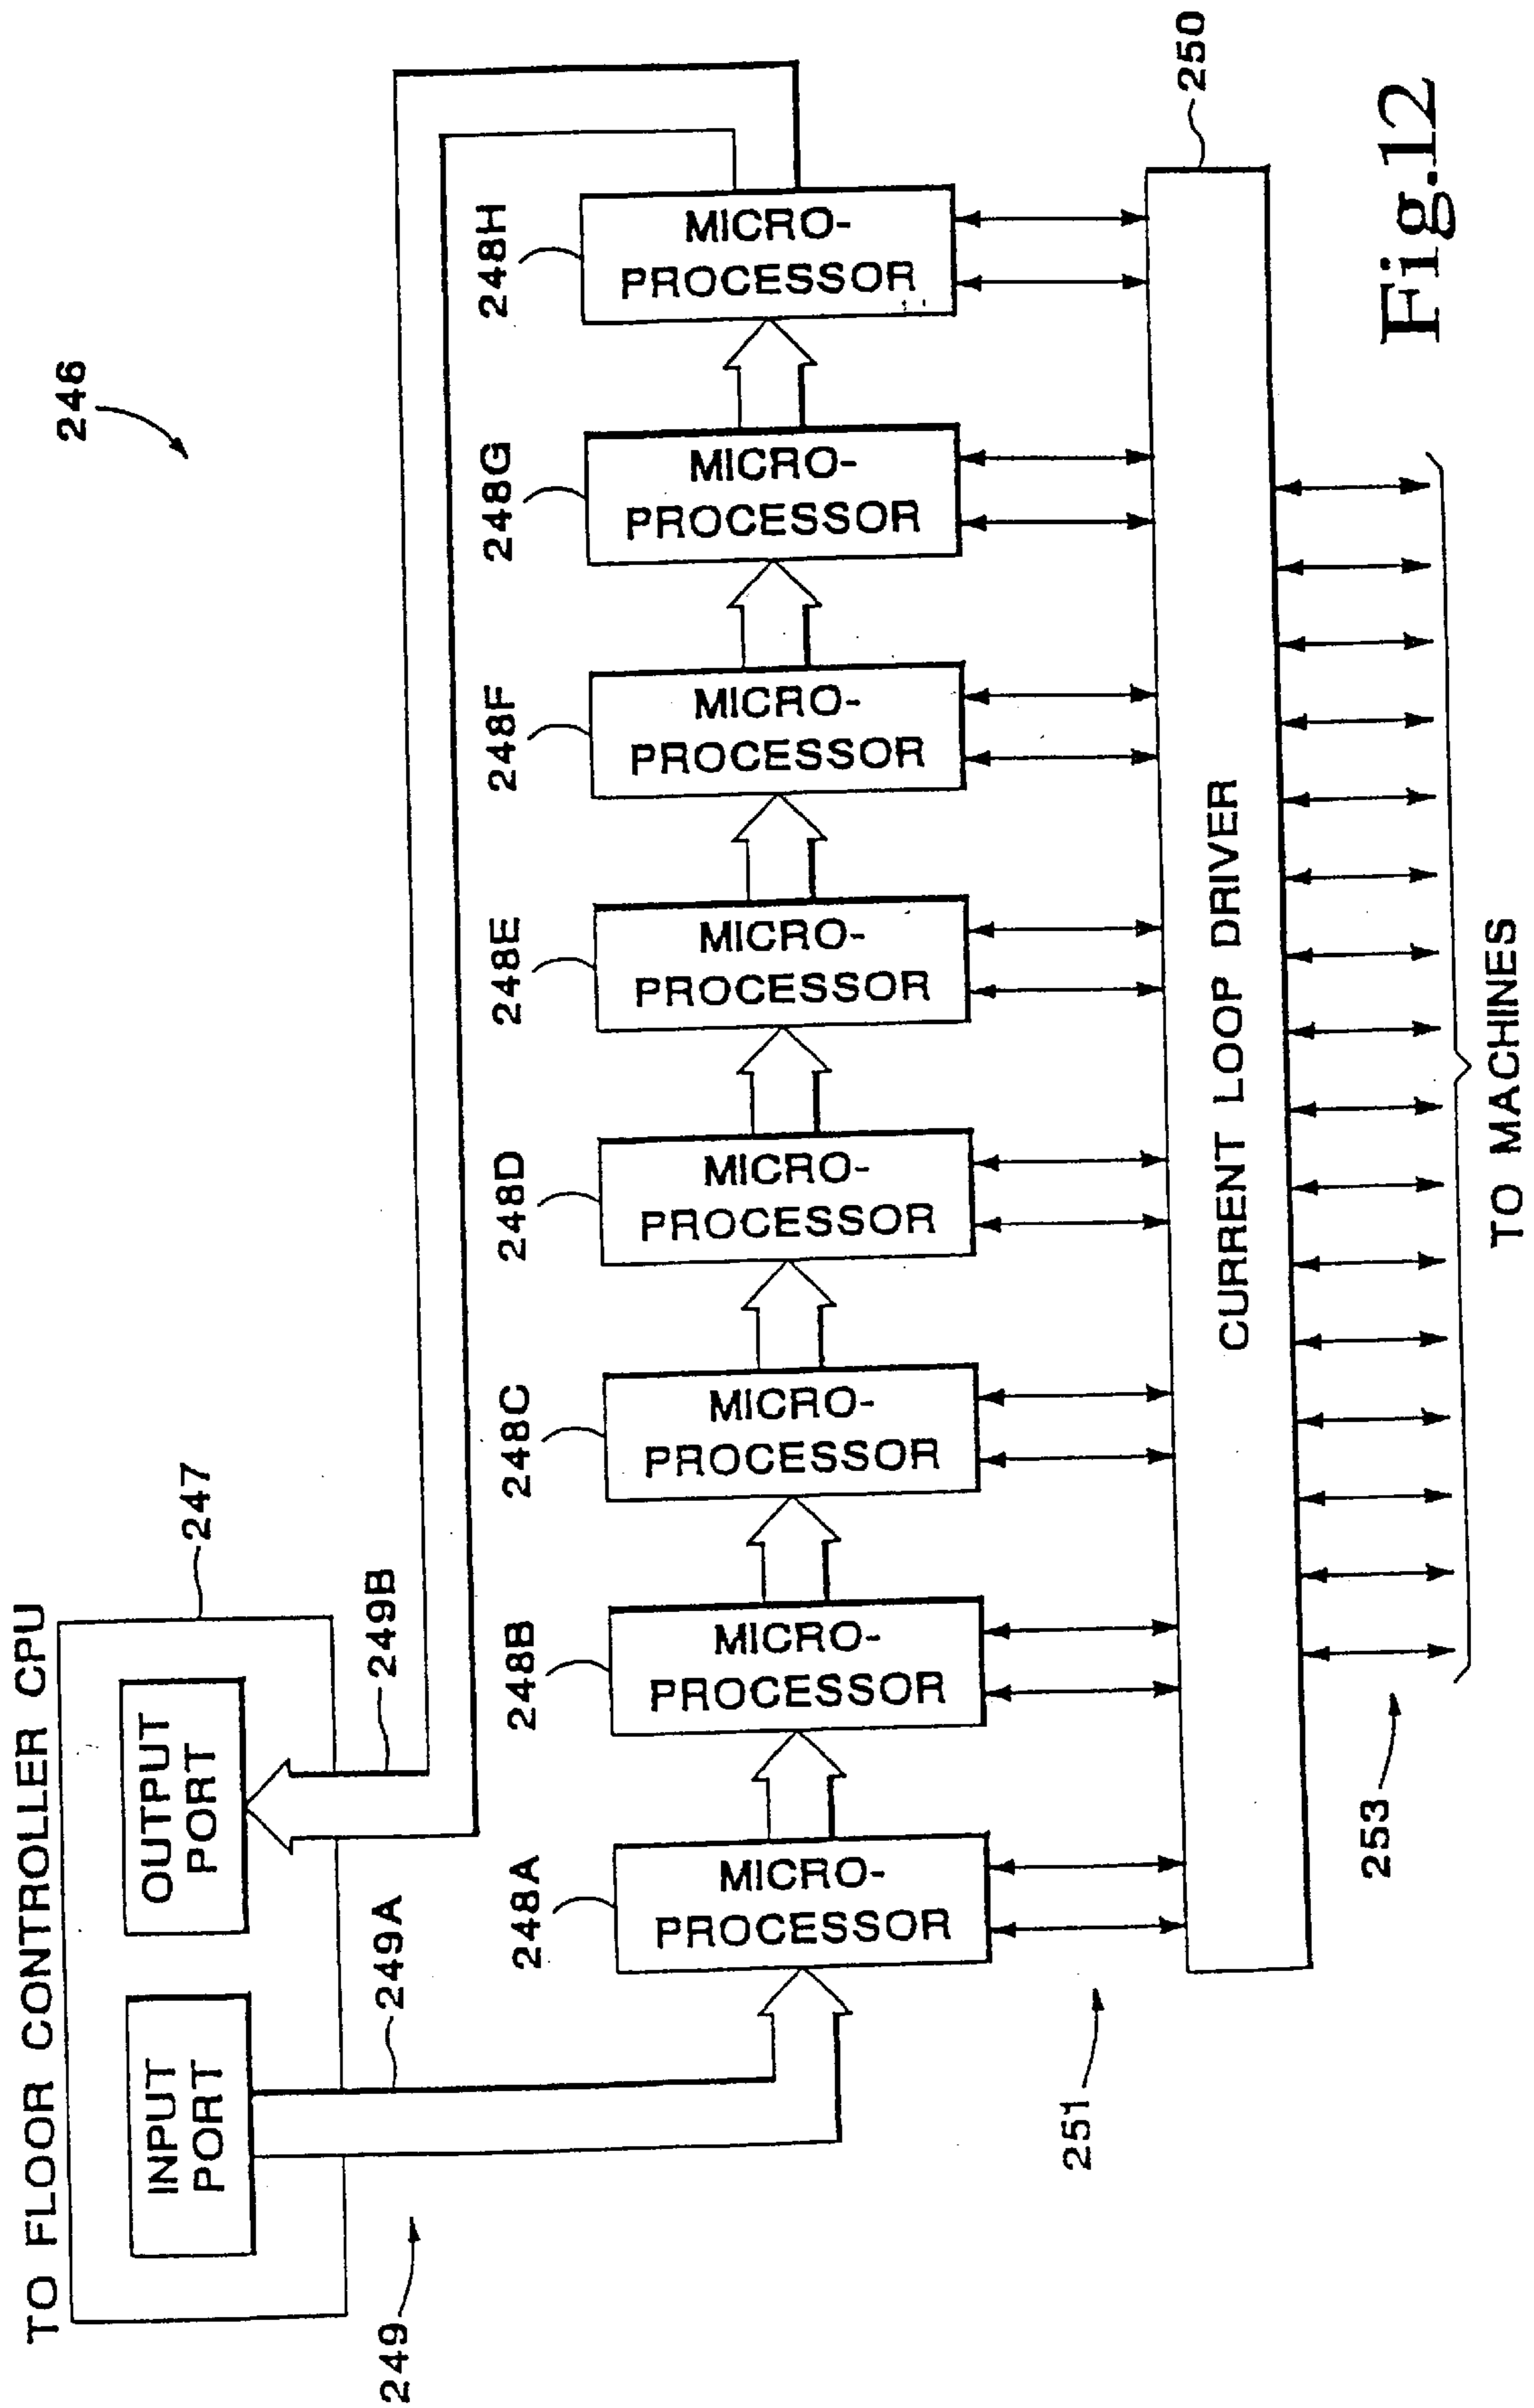 246
TO FLOOR CONTROLLER CPU
247
INPUT
PORT
OUTPUT
PORT
249
249A
249B
248A
248B
248C
248D
248E
248F
248G
248H
MICRO-
PROCESSOR
MICRO-
PROCESSOR
MICRO-
PROCESSOR
MICRO-
PROCESSOR
MICRO-
PROCESSOR
MICRO-
PROCESSOR
MICRO-
PROCESSOR
MICRO-
PROCESSOR
251
CURRENT LOOP DRIVER
250
253
TO MACHINES
Fig.12